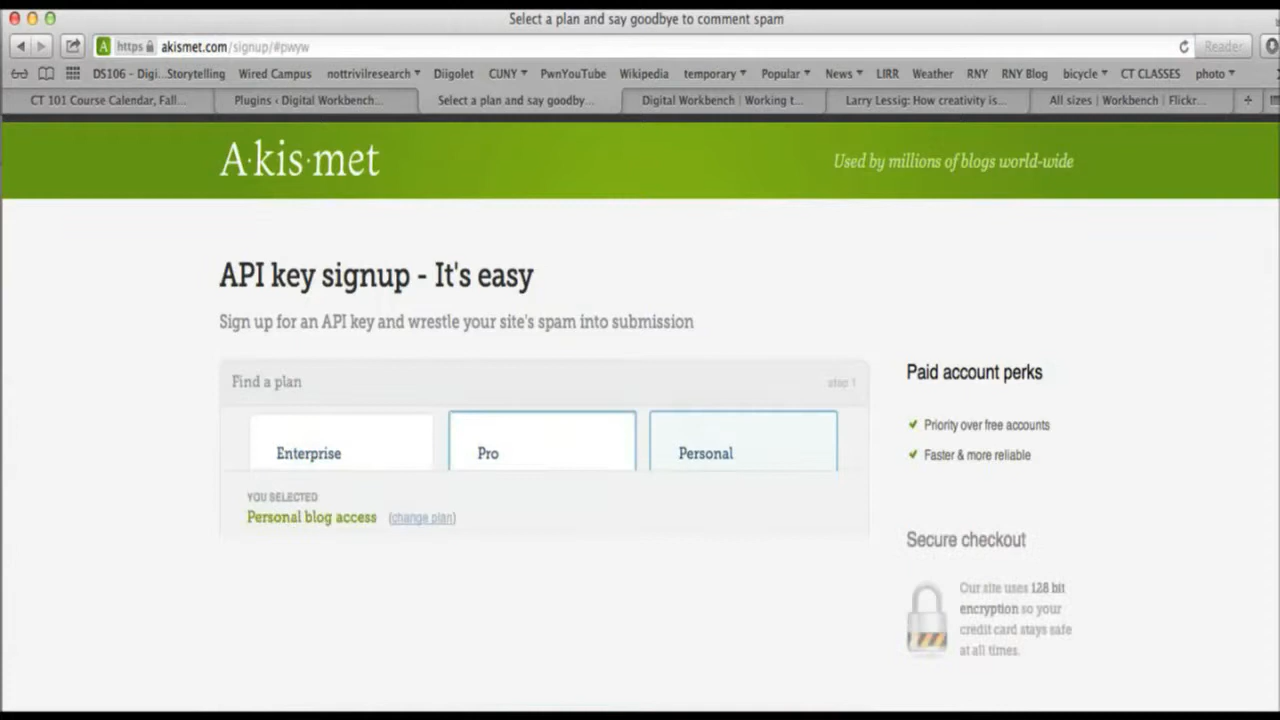 Select a plan and say goodbye to comment spam
https akismet.com/signup/#pwyw Reader
DS106 - Digi...Storytelling Wired Campus nottrivilresearch Diigolet CUNY PwnYouTube Wikipedia temporary Popular News LIRR Weather RNY RNY Blog bicycle CT CLASSES photo
CT 101 Course Calendar, Fall... Plugins ‹ Digital Workbench... Select a plan and say goodby... Digital Workbench | Working t... Larry Lessig: How creativity is... All sizes | Workbench | Flickr... +
A·kis·met
Used by millions of blogs world-wide
API key signup - It's easy
Sign up for an API key and wrestle your site's spam into submission
Find a plan step 1
Enterprise Pro Personal
YOU SELECTED
Personal blog access (change plan)
Paid account perks
Priority over free accounts
Faster & more reliable
Secure checkout
Our site uses 128 bit
encryption so your
credit card stays safe
at all times.